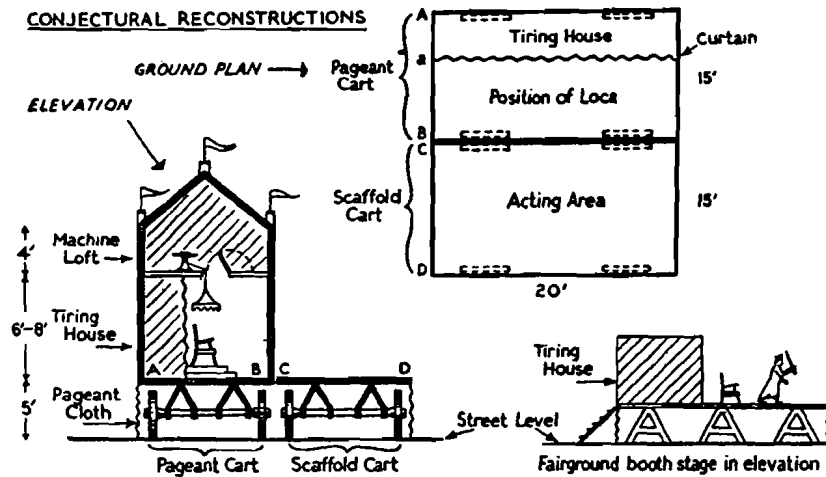 CONJECTURAL RECONSTRUCTIONS
GROUND PLAN
ELEVATION
A
Tiring House
Curtain
a
Pageant
Cart
15'
Position of Loca
B
C
Scaffold
Cart
Acting Area
15'
D
20'
4'
Machine
Loft
6'-8'
Tiring
House
A
B
C
D
5'
Pageant
Cloth
Pageant Cart
Scaffold Cart
Street Level
Tiring
House
Fairground booth stage in elevation